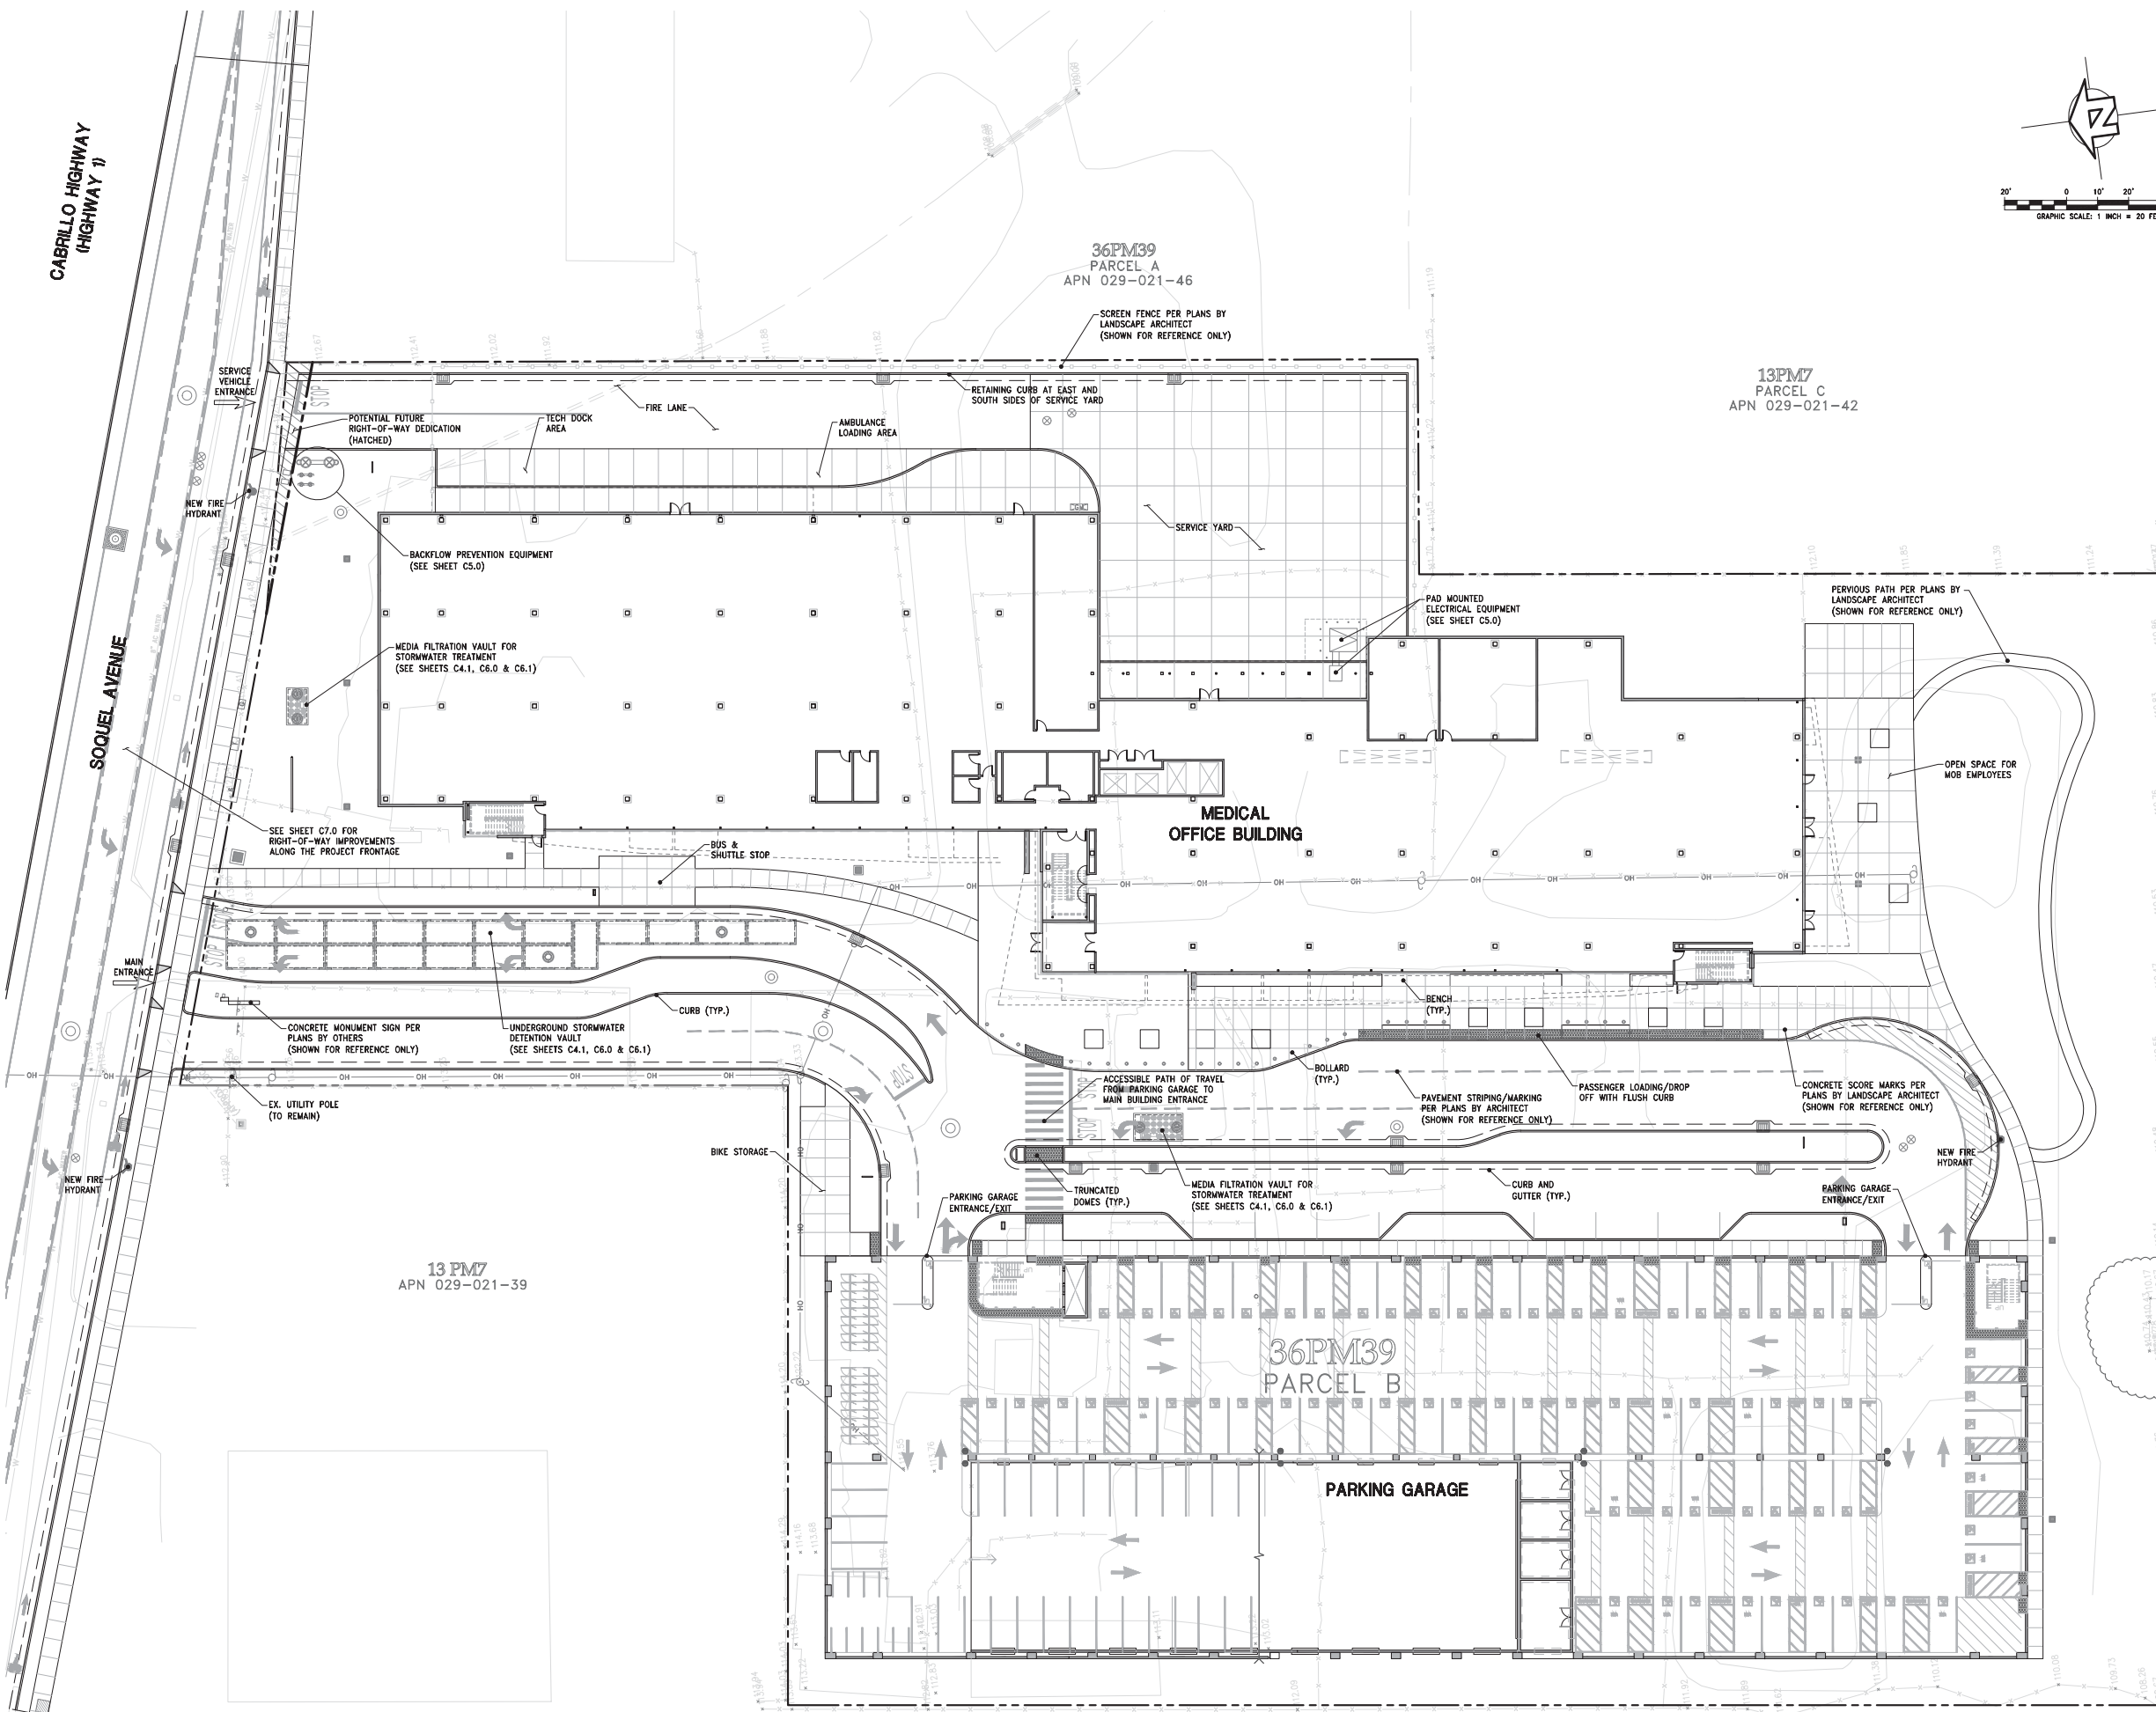 CABRILLO HIGHWAY
(HIGHWAY 1)
SOQUEL AVENUE
N
20'
0
10'
20'
36PM39
PARCEL A
APN 029-021-46
13PM7
PARCEL C
APN 029-021-42
SCREEN FENCE PER PLANS BY
LANDSCAPE ARCHITECT
(SHOWN FOR REFERENCE ONLY)
SERVICE
VEHICLE
ENTRANCE
STOP
POTENTIAL FUTURE
RIGHT-OF-WAY DEDICATION
(HATCHED)
FIRE LANE
TECH DOCK
AREA
AMBULANCE
LOADING AREA
RETAINING CURB AT EAST AND
SOUTH SIDES OF SERVICE YARD
NEW FIRE
HYDRANT
SERVICE YARD
BACKFLOW PREVENTION EQUIPMENT
(SEE SHEET C5.0)
PAD MOUNTED
ELECTRICAL EQUIPMENT
(SEE SHEET C5.0)
PERVIOUS PATH PER PLANS BY
LANDSCAPE ARCHITECT
(SHOWN FOR REFERENCE ONLY)
MEDIA FILTRATION VAULT FOR
STORMWATER TREATMENT
(SEE SHEETS C4.1, C6.0 & C6.1)
OPEN SPACE FOR
MOB EMPLOYEES
MEDICAL
OFFICE BUILDING
SEE SHEET C7.0 FOR
RIGHT-OF-WAY IMPROVEMENTS
ALONG THE PROJECT FRONTAGE
BUS &
SHUTTLE STOP
MAIN
ENTRANCE
STOP
CONCRETE MONUMENT SIGN PER
PLANS BY OTHERS
(SHOWN FOR REFERENCE ONLY)
UNDERGROUND STORMWATER
DETENTION VAULT
(SEE SHEETS C4.1, C6.0 & C6.1)
CURB (TYP.)
BENCH
(TYP.)
BOLLARD
(TYP.)
EX. UTILITY POLE
(TO REMAIN)
STOP
ACCESSIBLE PATH OF TRAVEL
FROM PARKING GARAGE TO
MAIN BUILDING ENTRANCE
STOP
STOP
PAVEMENT STRIPING/MARKING
PER PLANS BY ARCHITECT
(SHOWN FOR REFERENCE ONLY)
PASSENGER LOADING/DROP
OFF WITH FLUSH CURB
CONCRETE SCORE MARKS PER
PLANS BY LANDSCAPE ARCHITECT
(SHOWN FOR REFERENCE ONLY)
BIKE STORAGE
NEW FIRE
HYDRANT
NEW FIRE
HYDRANT
PARKING GARAGE
ENTRANCE/EXIT
TRUNCATED
DOMES (TYP.)
MEDIA FILTRATION VAULT FOR
STORMWATER TREATMENT
(SEE SHEETS C4.1, C6.0 & C6.1)
CURB AND
GUTTER (TYP.)
PARKING GARAGE
ENTRANCE/EXIT
13 PM7
APN 029-021-39
36PM39
PARCEL B
PARKING GARAGE